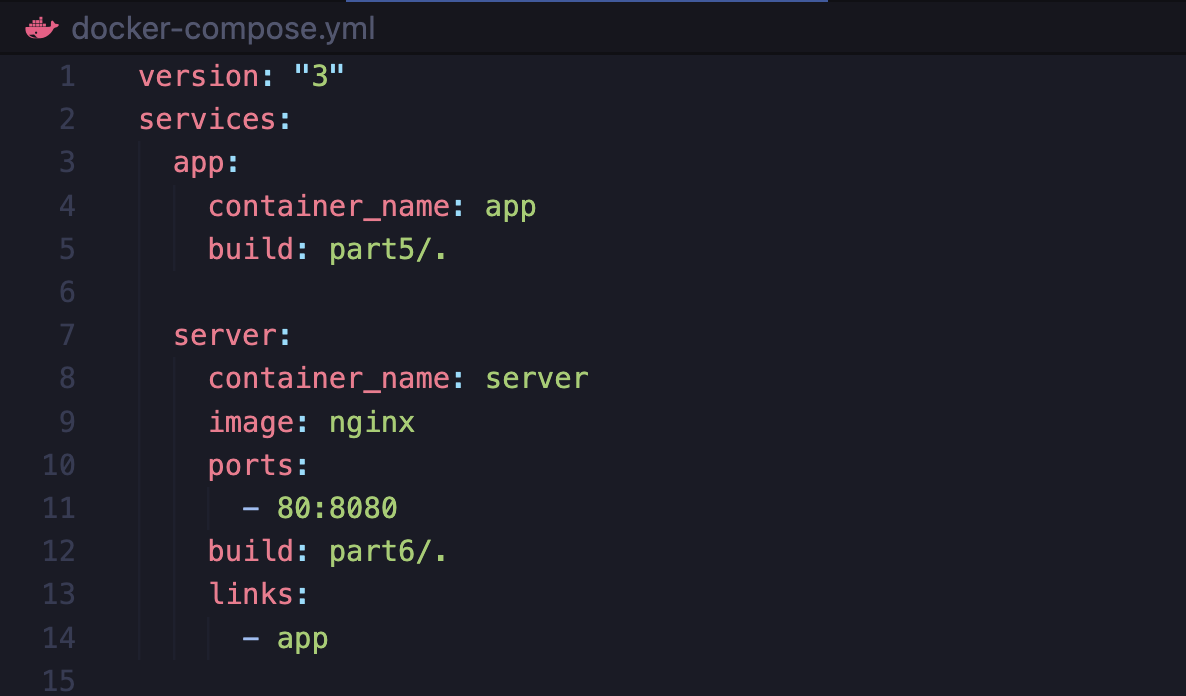 docker-compose.yml
1 version: "3"
2 services:
3   app:
4     container_name: app
5     build: part5/.
6
7   server:
8     container_name: server
9     image: nginx
10     ports:
11       - 80:8080
12     build: part6/.
13     links:
14       - app
15